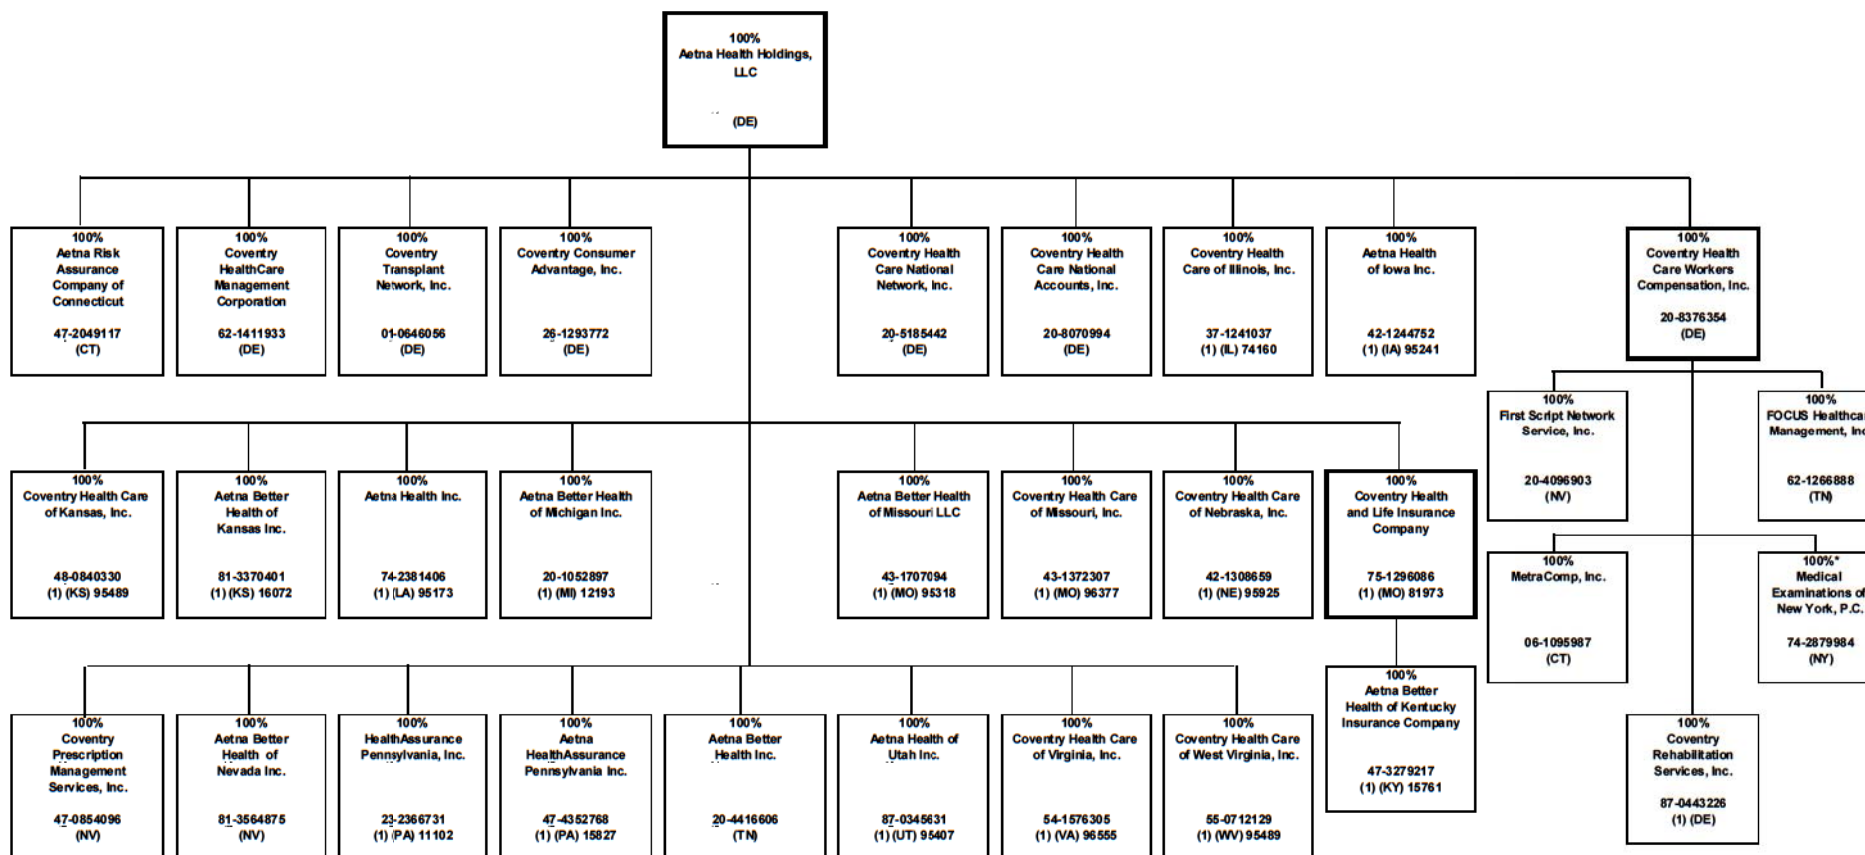 100%
Aetna Health Holdings,
LLC
(DE)
100%
Aetna Risk
Assurance
Company of
Connecticut
47-2049117
(CT)
100%
Coventry
HealthCare
Management
Corporation
62-1411933
(DE)
100%
Coventry
Transplant
Network, Inc.
01-0646056
(DE)
100%
Coventry Consumer
Advantage, Inc.
26-1293772
(DE)
100%
Coventry Health
Care National
Network, Inc.
20-5185442
(DE)
100%
Coventry Health
Care National
Accounts, Inc.
20-8070994
(DE)
100%
Coventry Health
Care of Illinois, Inc.
37-1241037
(1) (IL) 74160
100%
Aetna Health
of Iowa Inc.
42-1244752
(1) (IA) 95241
100%
Coventry Health
Care Workers
Compensation, Inc.
20-8376354
(DE)
100%
First Script Network
Service, Inc.
20-4096903
(NV)
100%
FOCUS Healthcar
Management, Inc
62-1266888
(TN)
100%
Coventry Health Care
of Kansas, Inc.
48-0840330
(1) (KS) 95489
100%
Aetna Better
Health of
Kansas Inc.
81-3370401
(1) (KS) 16072
100%
Aetna Health Inc.
74-2381406
(1) (LA) 95173
100%
Aetna Better Health
of Michigan Inc.
20-1052897
(1) (MI) 12193
100%
Aetna Better Health
of Missouri LLC
43-1707094
(1) (MO) 95318
100%
Coventry Health Care
of Missouri, Inc.
43-1372307
(1) (MO) 96377
100%
Coventry Health Care
of Nebraska, Inc.
42-1308659
(1) (NE) 95925
100%
Coventry Health
and Life Insurance
Company
75-1296086
(1) (MO) 81973
100%
MetraComp, Inc.
06-1095987
(CT)
100%*
Medical
Examinations of
New York, P.C.
74-2879984
(NY)
100%
Aetna Better
Health of Kentucky
Insurance Company
47-3279217
(1) (KY) 15761
100%
Coventry
Prescription
Management
Services, Inc.
47-0854096
(NV)
100%
Aetna Better
Health of
Nevada Inc.
81-3564875
(NV)
100%
HealthAssurance
Pennsylvania, Inc.
23-2366731
(1) (PA) 11102
100%
Aetna
HealthAssurance
Pennsylvania Inc.
47-4352768
(1) (PA) 15827
100%
Aetna Better
Health Inc.
20-4416606
(TN)
100%
Aetna Health of
Utah Inc.
87-0345631
(1) (UT) 95407
100%
Coventry Health Care
of Virginia, Inc.
54-1576305
(1) (VA) 96555
100%
Coventry Health Care
of West Virginia, Inc.
55-0712129
(1) (WV) 95489
100%
Coventry
Rehabilitation
Services, Inc.
87-0443226
(1) (DE)